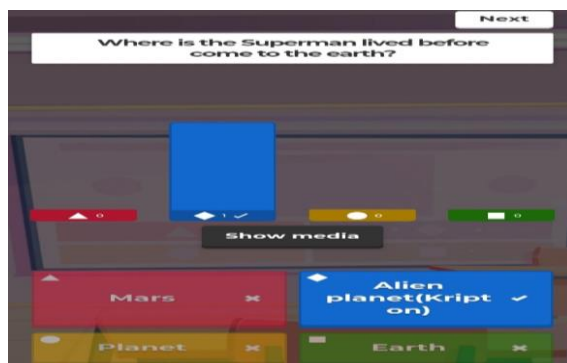 Next
Where is the Superman lived before
come to the earth?
0
1
0
0
Show media
Mars
Alien
planet(Kript
on)
Planet
Earth